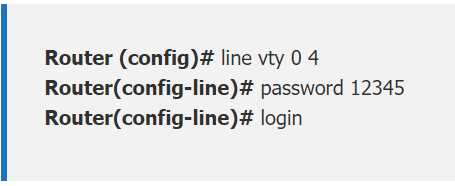 Router (config)# line vty 0 4
Router(config-line)# password 12345
Router(config-line)# login